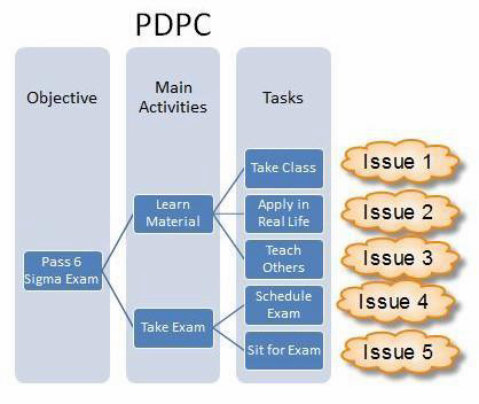 PDPC
Objective
Main
Activities
Tasks
Pass 6
Sigma Exam
Learn
Material
Take Exam
Take Class
Apply in
Real Life
Teach
Others
Schedule
Exam
Sit for Exam
Issue 1
Issue 2
Issue 3
Issue 4
Issue 5